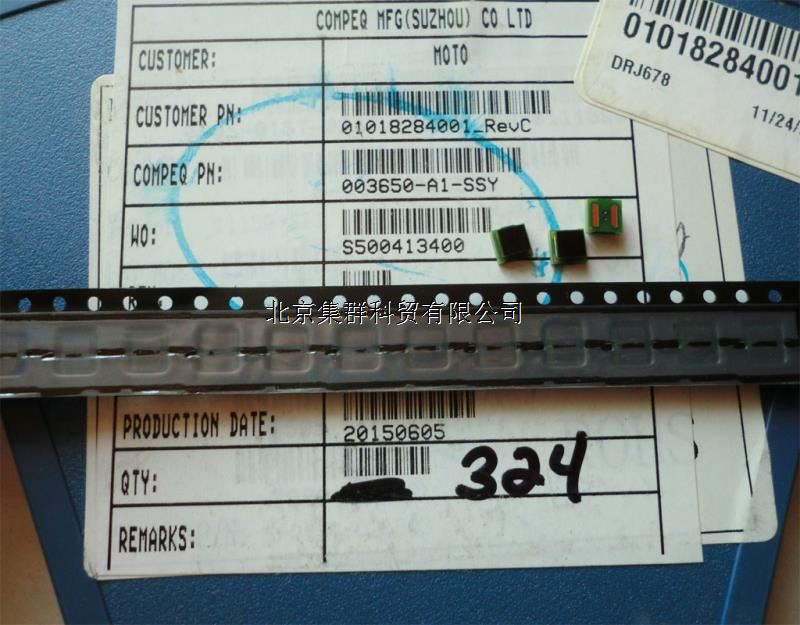 COMPEQ MFG(SUZHOU) CO LTD
CUSTOMER: MOTO
CUSTOMER PN: 01018284001_RevC
COMPEQ PN: 003650-A1-SSY
WO: S500413400
北京集群科贸有限公司
PRODUCTION DATE: 20150605
QTY: 324
REMARKS:
01018284001
DRJ678
11/24/